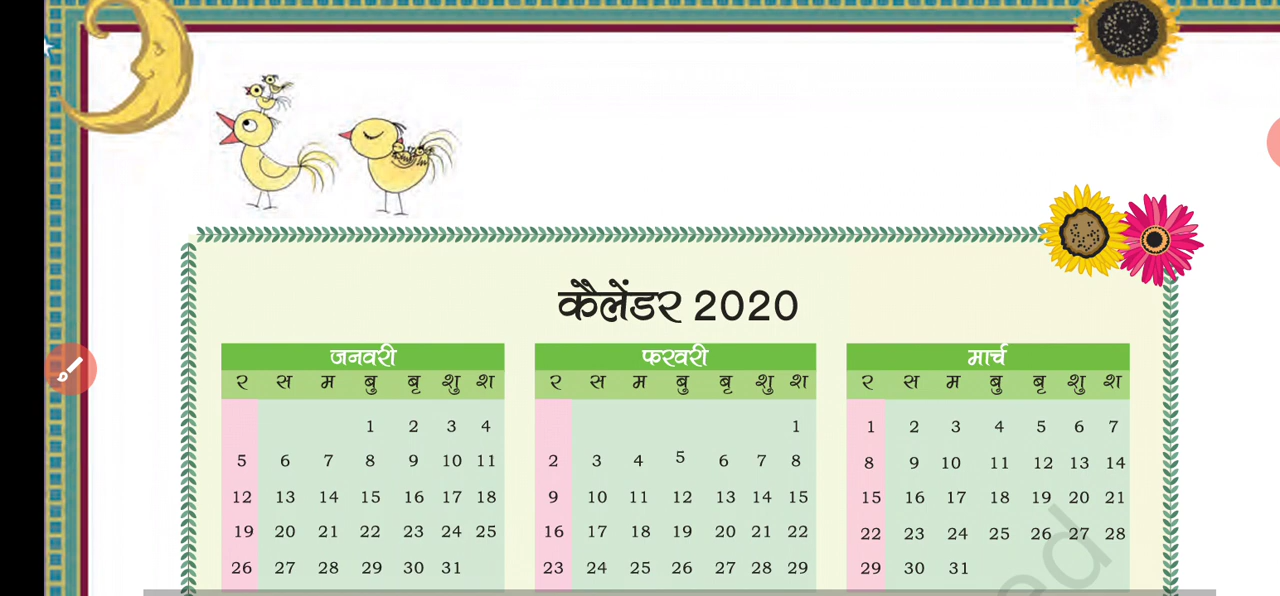 कैलेंडर 2020
जनवरी फरवरी मार्च
र स म बु बृ शु श र स म बु बृ शु श र स म बु बृ शु श
1 2 3 4 1 1 2 3 4 5 6 7
5 6 7 8 9 10 11 2 3 4 5 6 7 8 8 9 10 11 12 13 14
12 13 14 15 16 17 18 9 10 11 12 13 14 15 15 16 17 18 19 20 21
19 20 21 22 23 24 25 16 17 18 19 20 21 22 22 23 24 25 26 27 28
26 27 28 29 30 31 23 24 25 26 27 28 29 29 30 31
ed